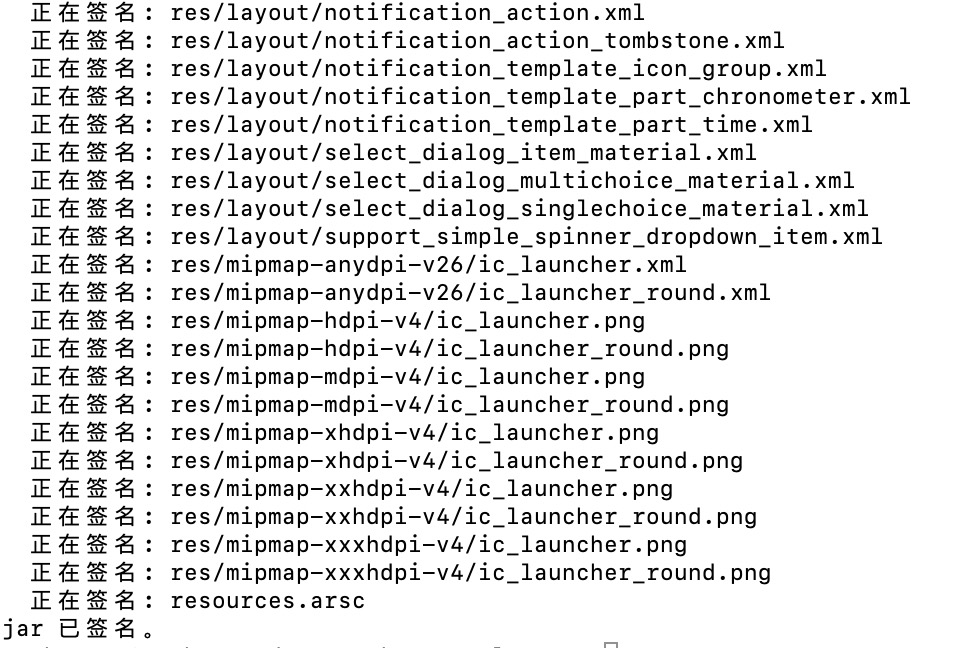 正在签名: res/layout/notification_action.xml
正在签名: res/layout/notification_action_tombstone.xml
正在签名: res/layout/notification_template_icon_group.xml
正在签名: res/layout/notification_template_part_chronometer.xml
正在签名: res/layout/notification_template_part_time.xml
正在签名: res/layout/select_dialog_item_material.xml
正在签名: res/layout/select_dialog_multichoice_material.xml
正在签名: res/layout/select_dialog_singlechoice_material.xml
正在签名: res/layout/support_simple_spinner_dropdown_item.xml
正在签名: res/mipmap-anydpi-v26/ic_launcher.xml
正在签名: res/mipmap-anydpi-v26/ic_launcher_round.xml
正在签名: res/mipmap-hdpi-v4/ic_launcher.png
正在签名: res/mipmap-hdpi-v4/ic_launcher_round.png
正在签名: res/mipmap-mdpi-v4/ic_launcher.png
正在签名: res/mipmap-mdpi-v4/ic_launcher_round.png
正在签名: res/mipmap-xhdpi-v4/ic_launcher.png
正在签名: res/mipmap-xhdpi-v4/ic_launcher_round.png
正在签名: res/mipmap-xxhdpi-v4/ic_launcher.png
正在签名: res/mipmap-xxhdpi-v4/ic_launcher_round.png
正在签名: res/mipmap-xxxhdpi-v4/ic_launcher.png
正在签名: res/mipmap-xxxhdpi-v4/ic_launcher_round.png
正在签名: resources.arsc
jar 已签名。